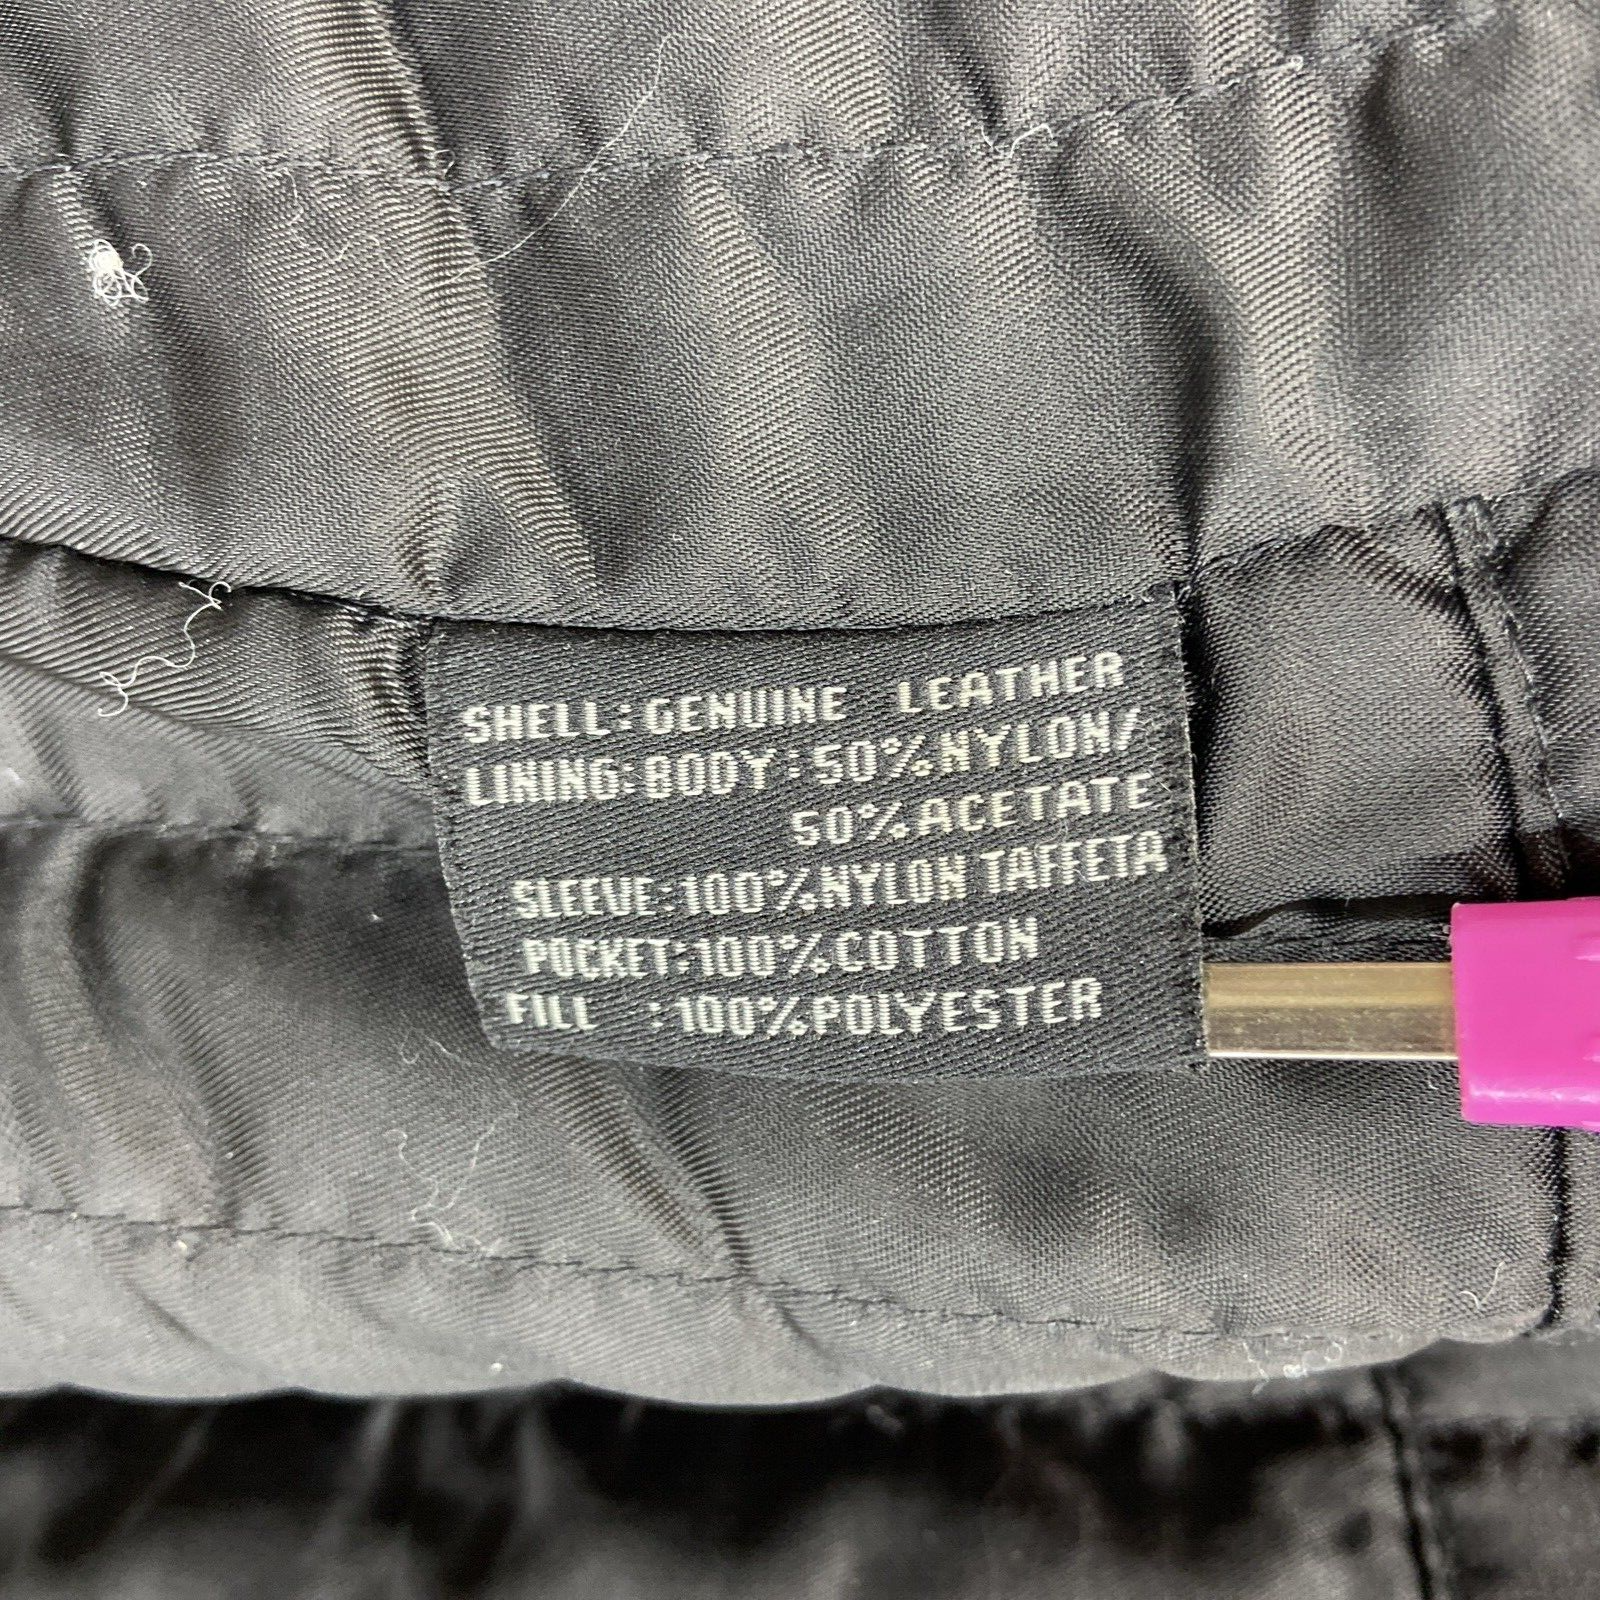 SHELL:GENUINE LEATHER
LINING:BODY:50%NYLON/
50%ACETATE
SLEEVE:100%NYLON TAFFETA
POCKET:100%COTTON
FILL :100%POLYESTER